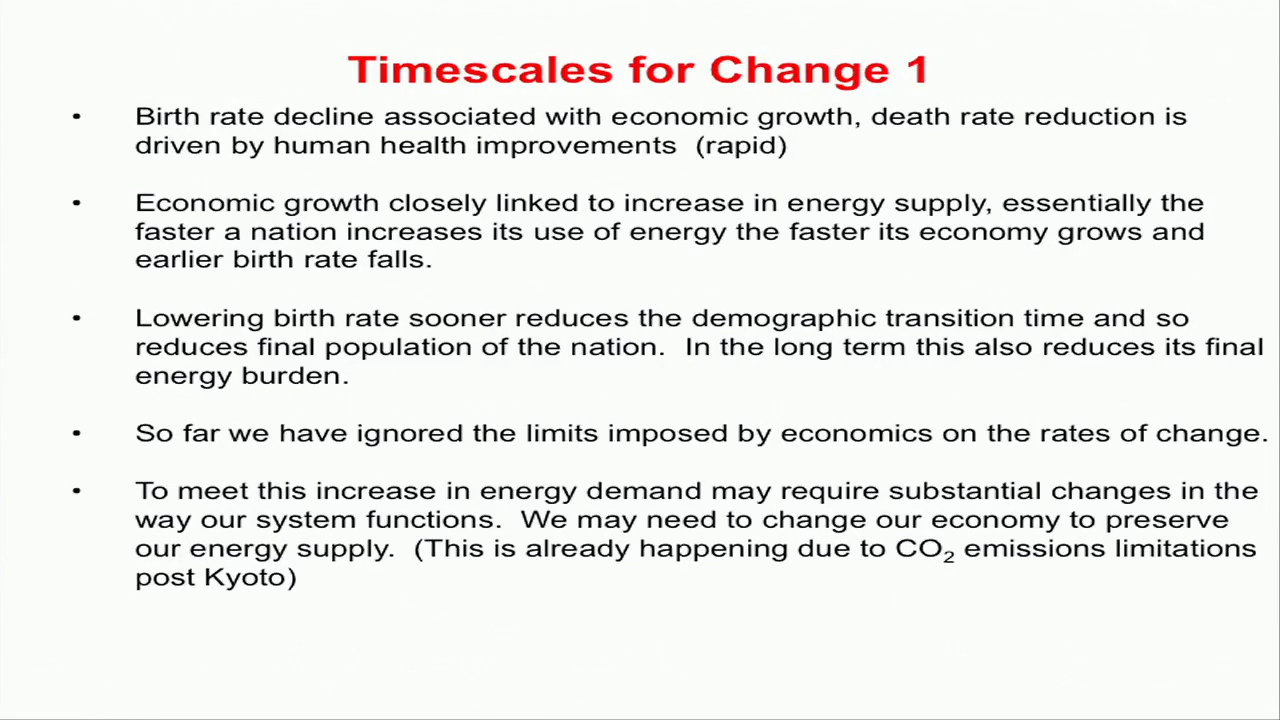 Timescales for Change 1
• Birth rate decline associated with economic growth, death rate reduction is
driven by human health improvements (rapid)
• Economic growth closely linked to increase in energy supply, essentially the
faster a nation increases its use of energy the faster its economy grows and
earlier birth rate falls.
• Lowering birth rate sooner reduces the demographic transition time and so
reduces final population of the nation. In the long term this also reduces its final
energy burden.
• So far we have ignored the limits imposed by economics on the rates of change.
• To meet this increase in energy demand may require substantial changes in the
way our system functions. We may need to change our economy to preserve
our energy supply. (This is already happening due to CO₂ emissions limitations
post Kyoto)